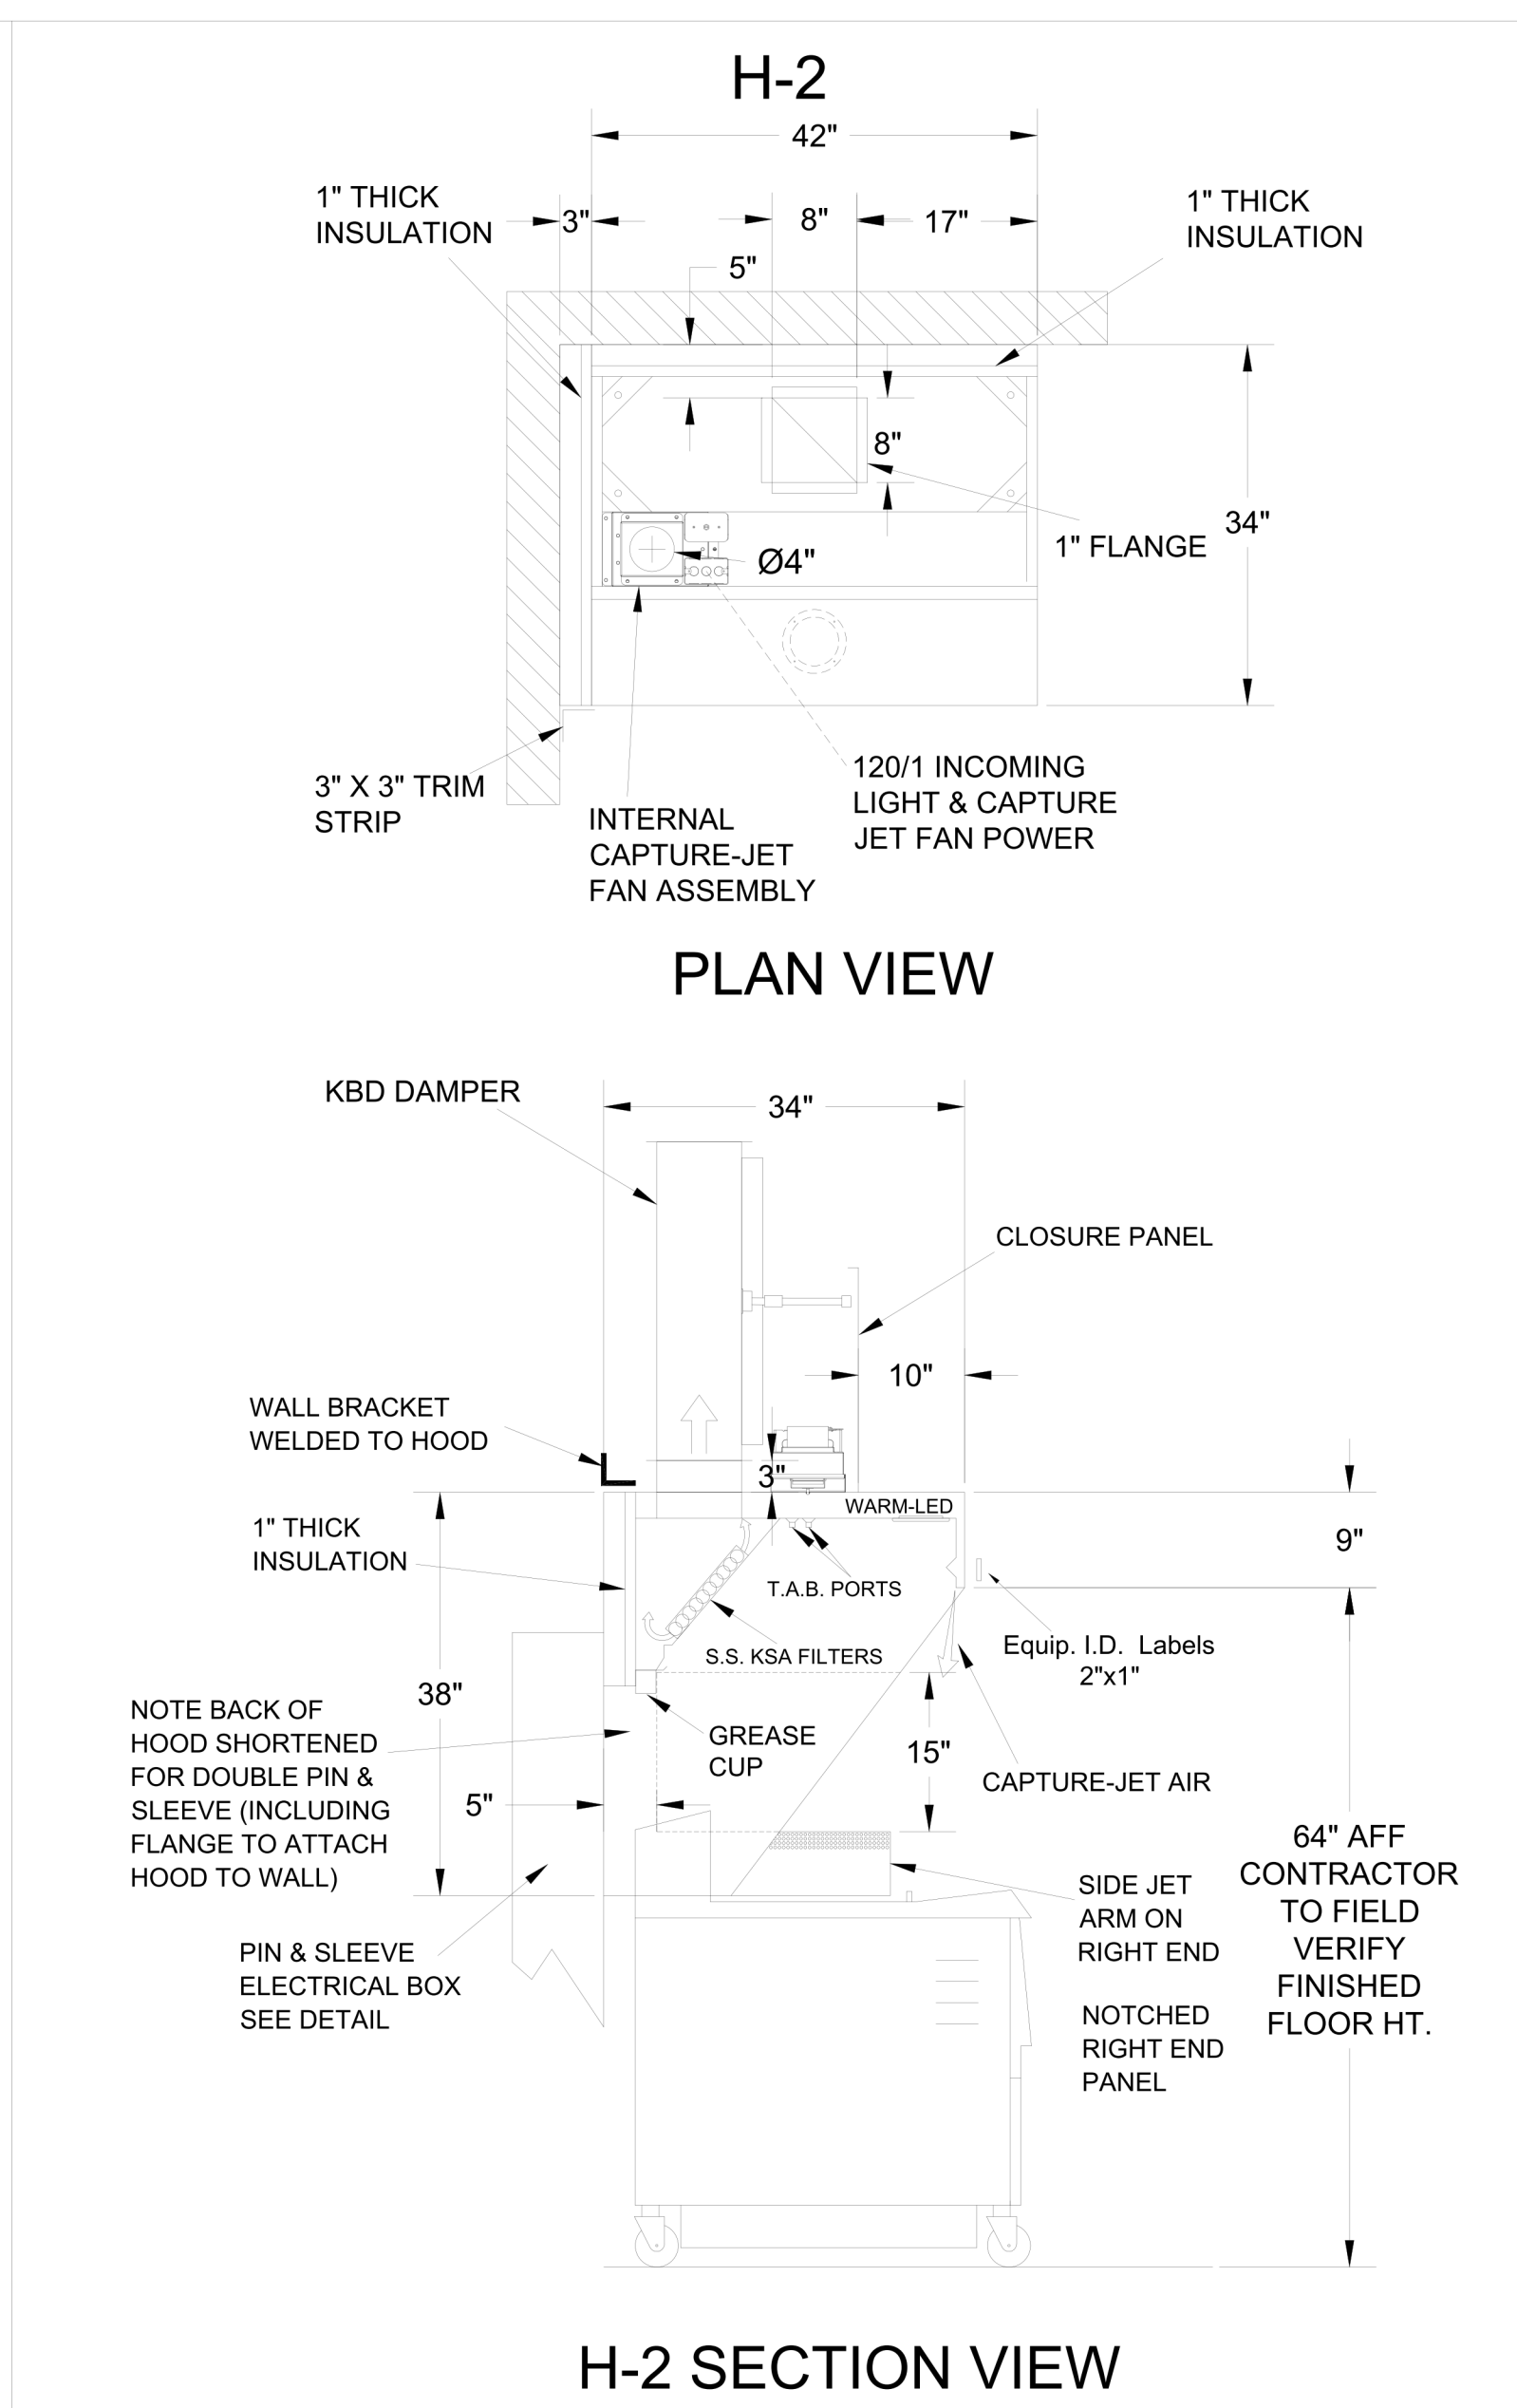 H-2
42"
1" THICK
INSULATION
3"
8"
17"
1" THICK
INSULATION
5"
8"
34"
1" FLANGE
Ø4"
3" X 3" TRIM
STRIP
INTERNAL
CAPTURE-JET
FAN ASSEMBLY
120/1 INCOMING
LIGHT & CAPTURE
JET FAN POWER
PLAN VIEW
KBD DAMPER
34"
CLOSURE PANEL
10"
WALL BRACKET
WELDED TO HOOD
3"
WARM-LED
1" THICK
INSULATION
9"
T.A.B. PORTS
S.S. KSA FILTERS
Equip. I.D. Labels
2"x1"
38"
NOTE BACK OF
HOOD SHORTENED
FOR DOUBLE PIN &
SLEEVE (INCLUDING
FLANGE TO ATTACH
HOOD TO WALL)
GREASE
CUP
15"
CAPTURE-JET AIR
5"
64" AFF
CONTRACTOR
TO FIELD
VERIFY
FINISHED
FLOOR HT.
SIDE JET
ARM ON
RIGHT END
PIN & SLEEVE
ELECTRICAL BOX
SEE DETAIL
NOTCHED
RIGHT END
PANEL
H-2 SECTION VIEW